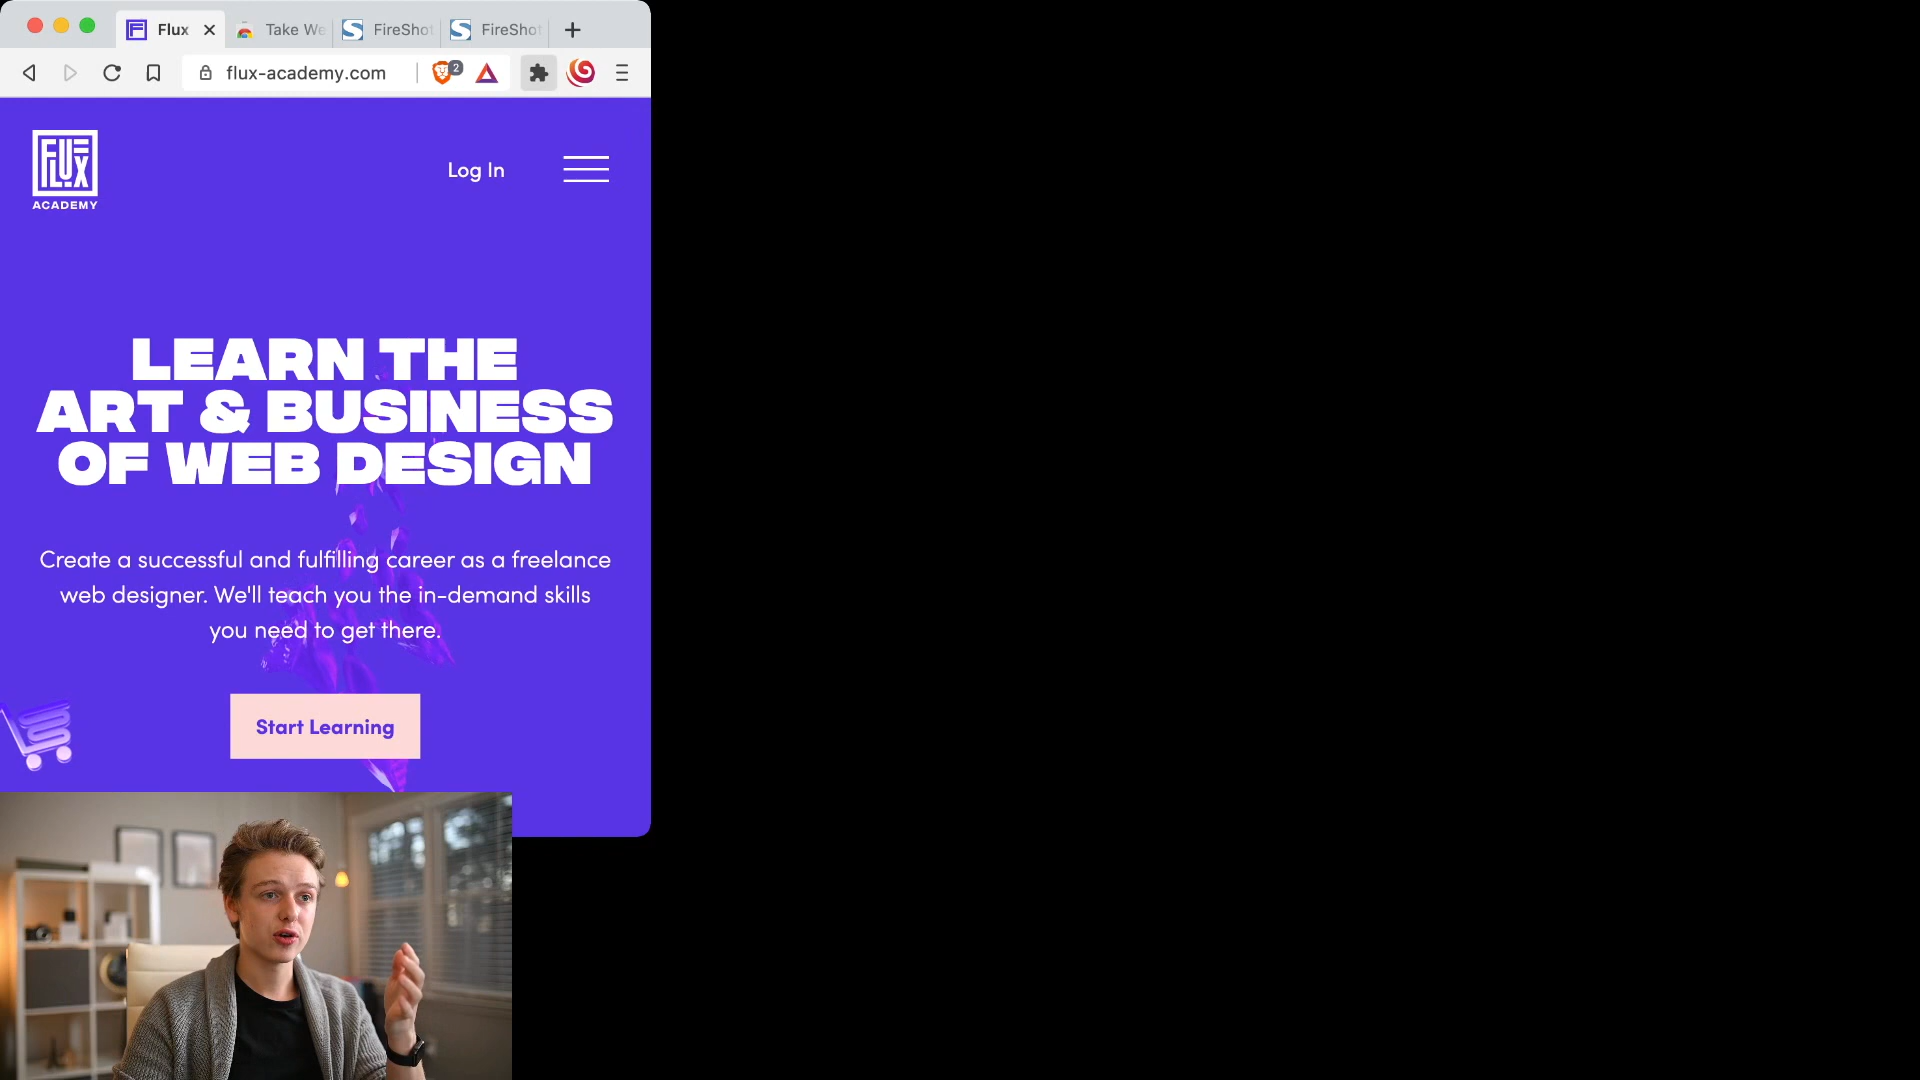 Flux
Take We
FireShot
FireShot
flux-academy.com
2
FLUX
ACADEMY
Log In
LEARN THE
ART & BUSINESS
OF WEB DESIGN
Create a successful and fulfilling career as a freelance
web designer. We'll teach you the in-demand skills
you need to get there.
Start Learning